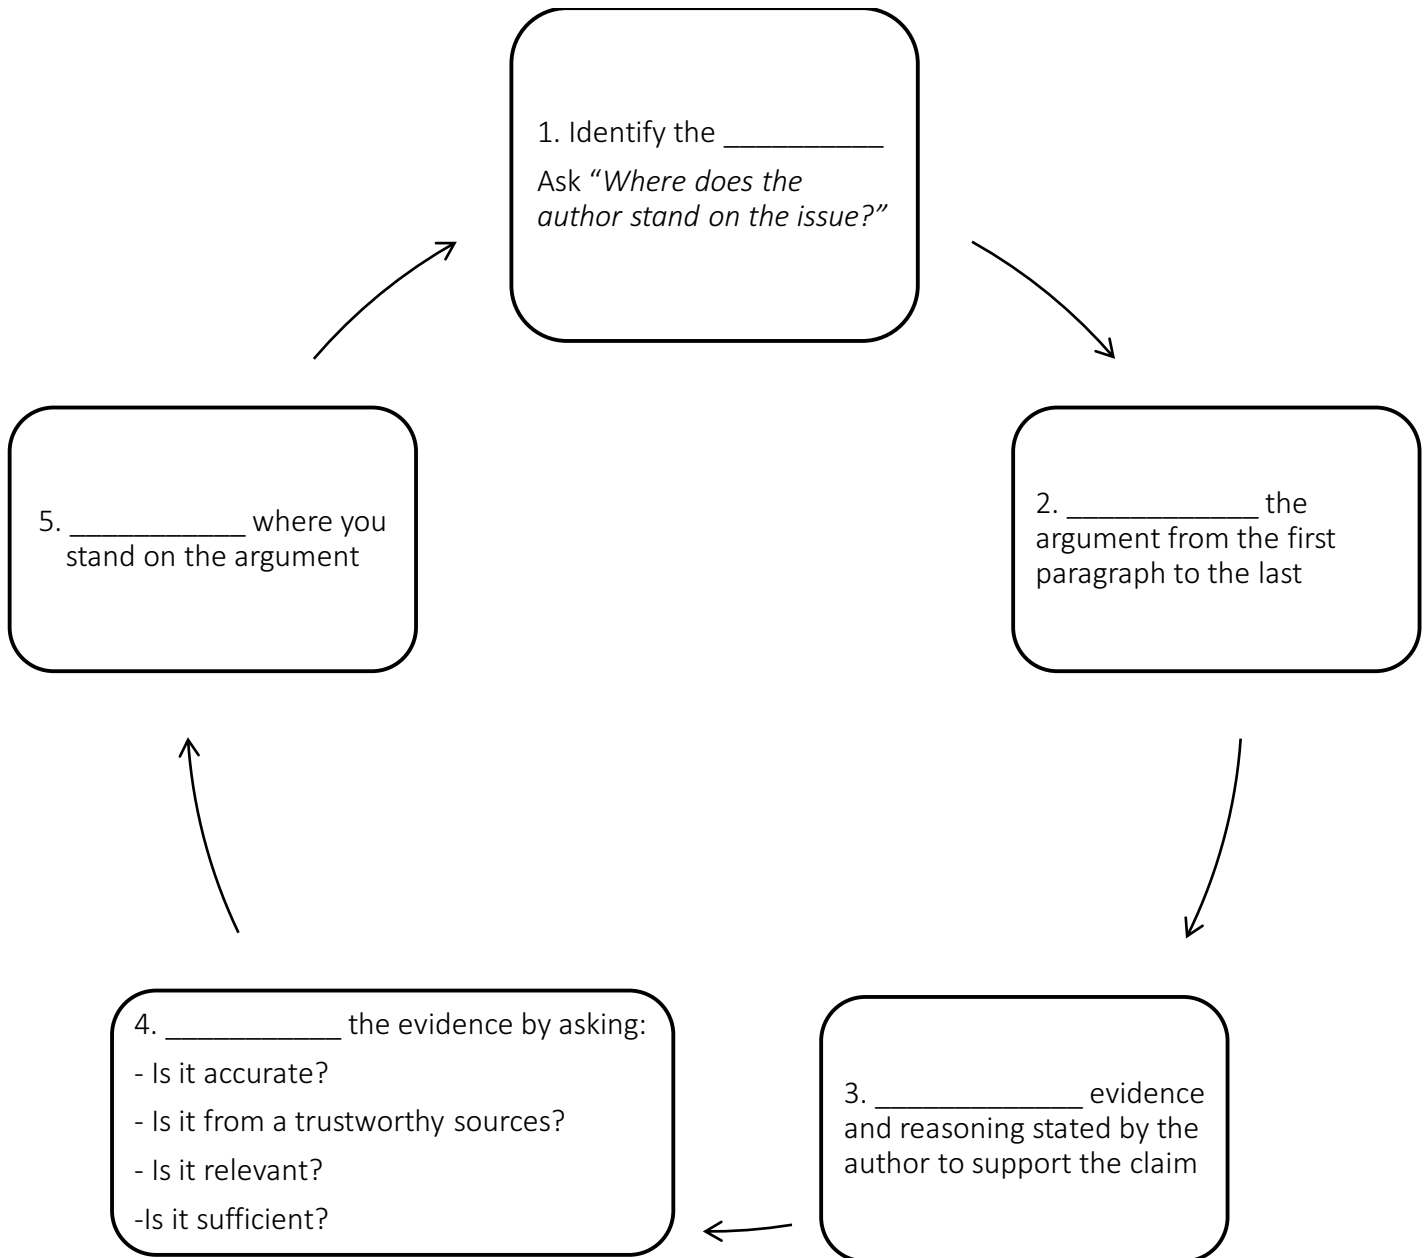 1. Identify the __________
Ask “Where does the
author stand on the issue?”
2. ____________ the
argument from the first
paragraph to the last
3. _____________ evidence
and reasoning stated by the
author to support the claim
4. ___________ the evidence by asking:
- Is it accurate?
- Is it from a trustworthy sources?
- Is it relevant?
-Is it sufficient?
5. ___________ where you
stand on the argument